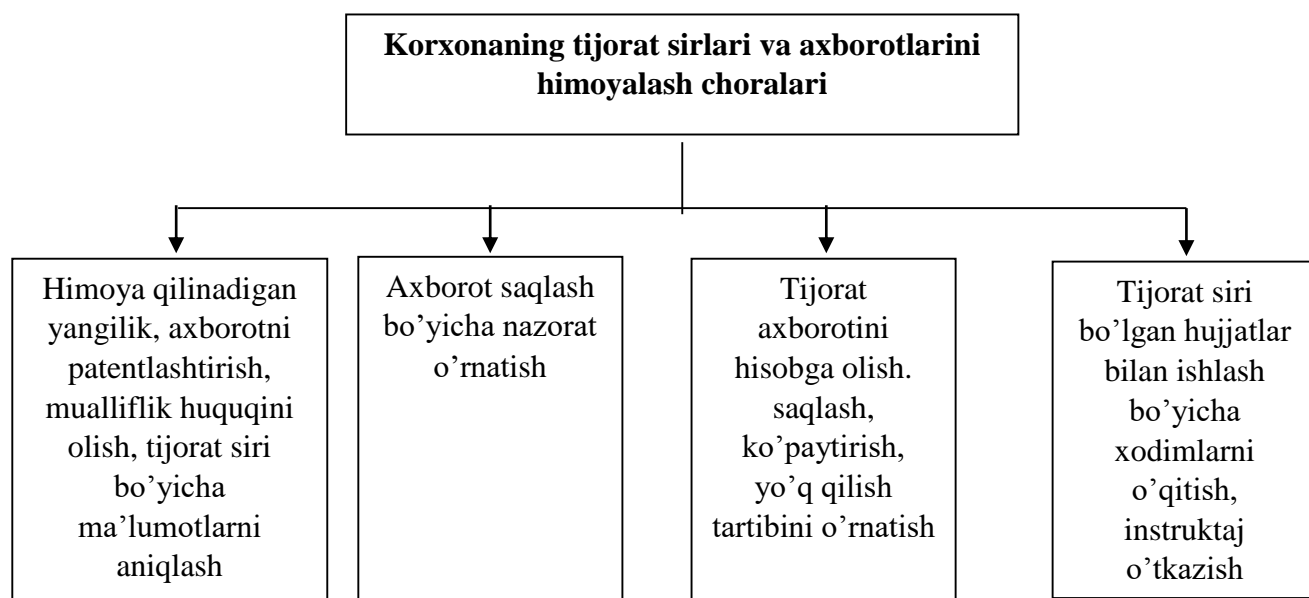 Korxonaning tijorat sirlari va axborotlarini
himoyalash choralari
Himoya qilinadigan
yangilik, axborotni
patentlashtirish,
mualliflik huquqini
olish, tijorat siri
bo’yicha
ma’lumotlarni
aniqlash
Axborot saqlash
bo’yicha nazorat
o’rnatish
Tijorat
axborotini
hisobga olish.
saqlash,
ko’paytirish,
yo’q qilish
tartibini o’rnatish
Tijorat siri
bo’lgan hujjatlar
bilan ishlash
bo’yicha
xodimlarni
o’qitish,
instruktaj
o’tkazish